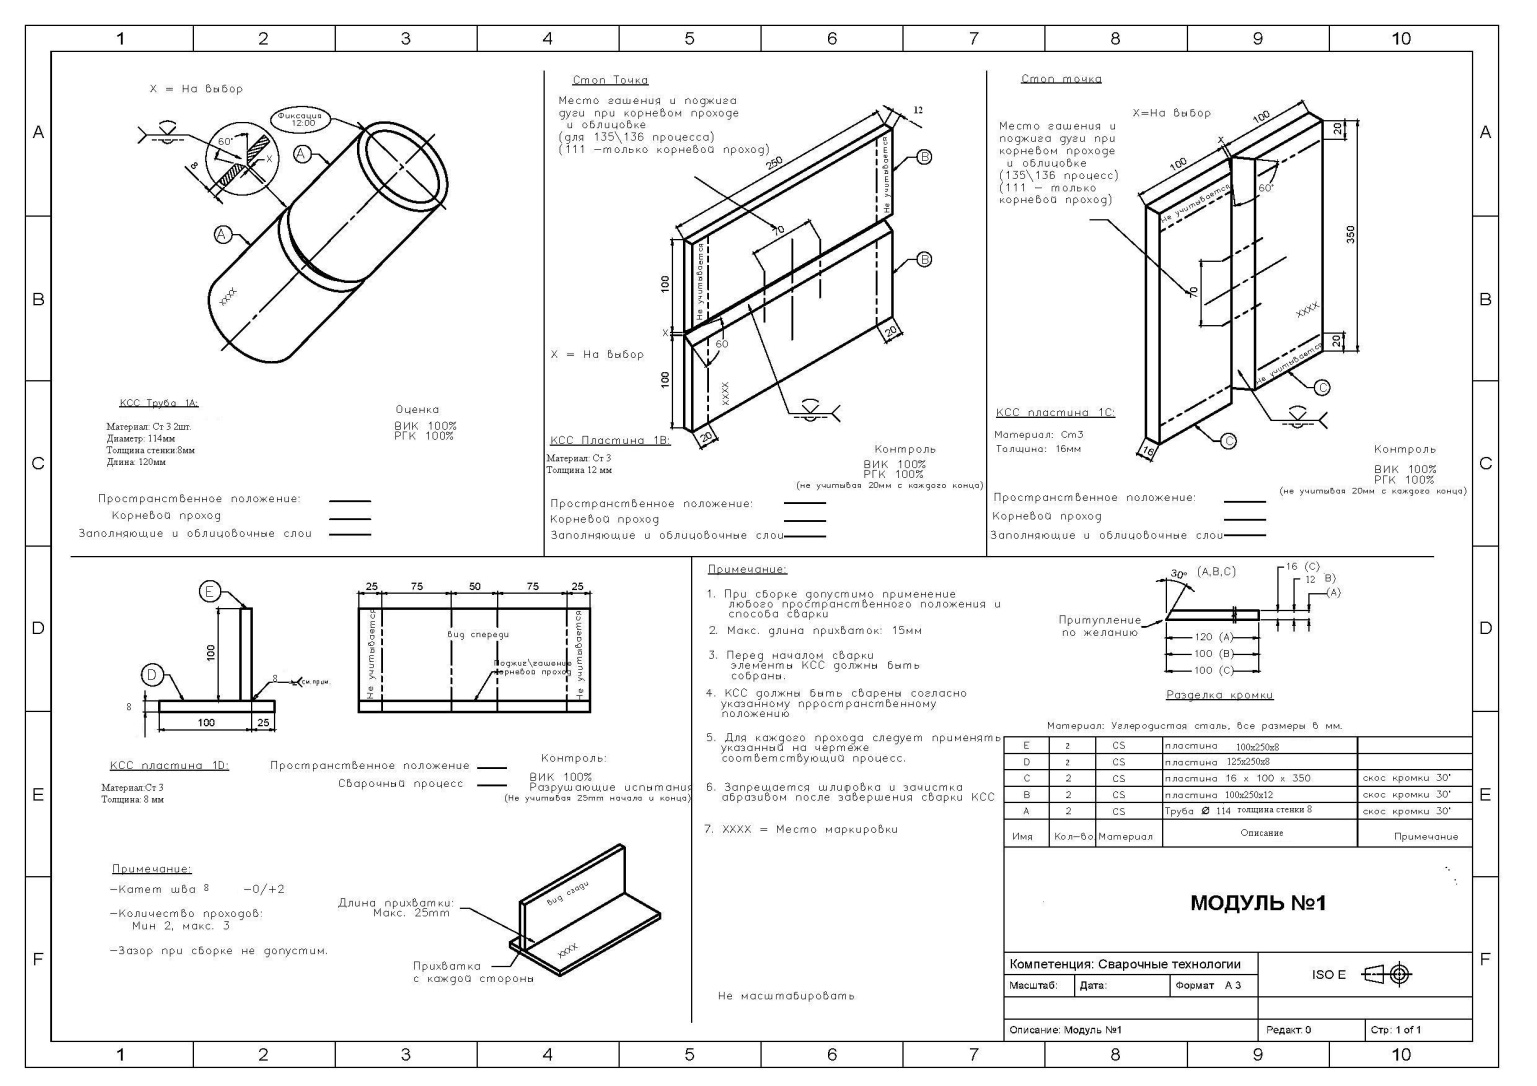 1 2 3 4 5 6 7 8 9 10
A
B
C
D
E
F
X = На выбор
Фиксация
12:00
60°
8
X
A
A
XXXX
КСС Труба 1А:
Материал: Ст 3 2шт.
Диаметр: 114мм
Толщина стенки:8мм
Длина: 120мм
Оценка
ВИК 100%
РГК 100%
Пространственное положение:
Корневой проход
Заполняющие и облицовочные слои
Стоп Точка
Место гашения и поджига
дуги при корневом проходе
и облицовке
(для 135\136 процесса)
(111 —только корневой проход)
12
250
B
Не учитывается
70
100
Не учитывается
B
X
60
20
X = На выбор
100
XXXX
20
КСС Пластина 1В:
Материал: Ст 3
Толщина 12 мм
Контроль
ВИК 100%
РГК 100%
(не учитывая 20мм с каждого конца)
Пространственное положение:
Корневой проход
Заполняющие и облицовочные слои
Стоп точка
X=На выбор
Место гашения и
поджига дуги при
корневом проходе
и облицовке
(135\136 процесс)
(111 — только
корневой проход)
100
X
100
20
60°
Не учитывается
350
70
XXXX
20
Не учитывается
C
C
16
КСС пластина 1С:
Материал: Ст3
Толщина: 16мм
Контроль
ВИК 100%
РГК 100%
(не учитывая 20мм с каждого конца)
Пространственное положение:
Корневой проход
Заполняющие и облицовочные слои
E
100
D
8
см.прим.
8
100
25
25 75 50 75 25
Не учитывается
вид спереди
Не учитывается
Поджиг\гашение
корневой проход
КСС пластина 1D:
Материал:Ст 3
Толщина: 8 мм
Пространственное положение
Сварочный процесс
Контроль:
ВИК 100%
Разрушающие испытания
(Не учитывая 25mm начала и конца)
Примечание:
—Катет шва 8 —0/+2
—Количество проходов:
Мин 2, макс. 3
—Зазор при сборке не допустим.
вид сзади
Длина прихватки:
Макс. 25mm
XXXX
Прихватка
с каждой стороны
Примечание:
1. При сборке допустимо применение
любого пространственного положения и
способа сварки
2. Макс. длина прихваток: 15мм
3. Перед началом сварки
элементы КСС должны быть
собраны.
4. КСС должны быть сварены согласно
указанному прространственному
положению
5. Для каждого прохода следует применять
указанный на чертеже
соответствующий процесс.
6. Запрещается шлифовка и зачистка
абразивом после завершения сварки КСС
7. XXXX = Место маркировки
Не масштабировать
30° (А,В,С)
16 (С)
12 В)
(А)
Притупление
по желанию
120 (А)
100 (В)
100 (С)
Разделка кромки
Материал: Углеродистая сталь, все размеры в мм.
E 2 CS пластина 100х250х8
D 2 CS пластина 125х250х8
C 2 CS пластина 16 х 100 х 350 скос кромки 30°
B 2 CS пластина 100х250х12 скос кромки 30°
A 2 CS Труба Ø 114 толщина стенки 8 скос кромки 30°
Имя Кол—во. Материал Описание Примечание
МОДУЛЬ №1
Компетенция: Сварочные технологии
ISO E
Масштаб: Дата: Формат А 3
Описание: Модуль №1 Редакт: 0 Стр: 1 of 1
A
B
C
D
E
F
1 2 3 4 5 6 7 8 9 10